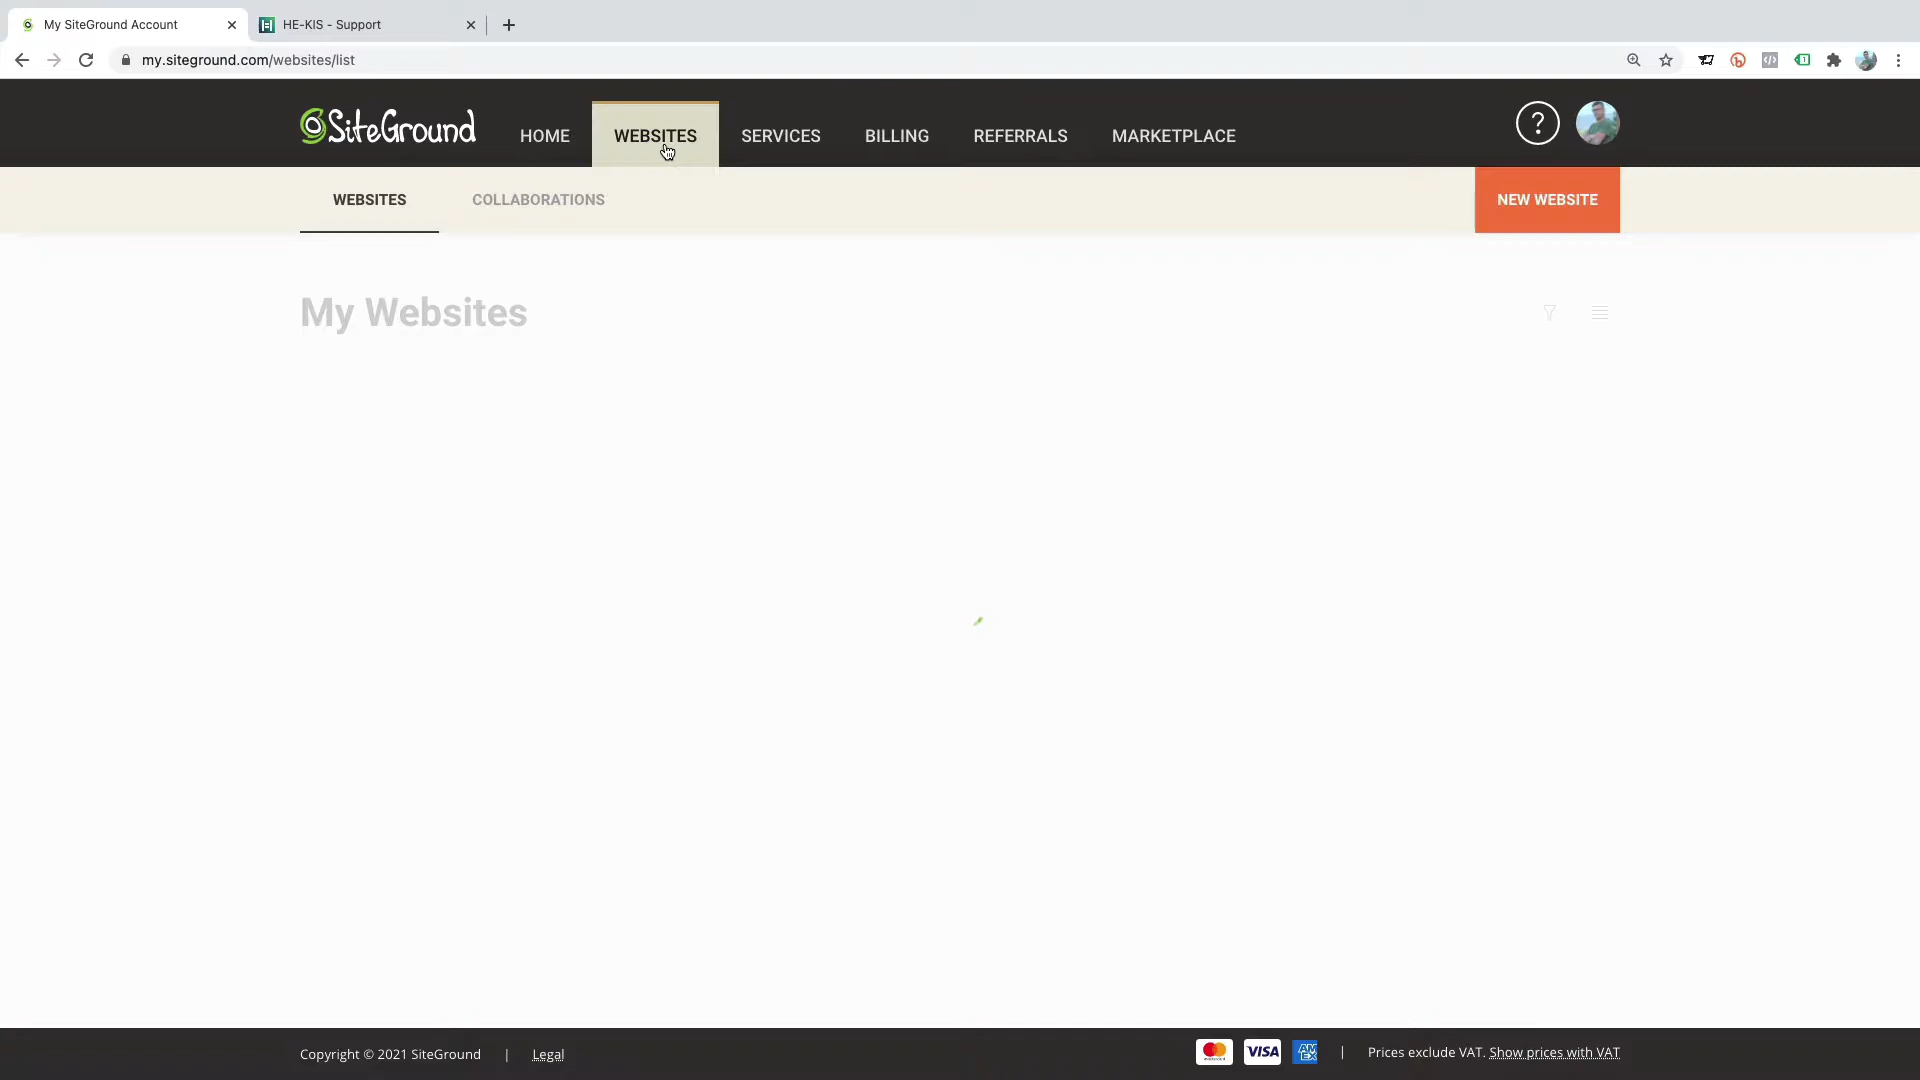 My SiteGround Account
HE-KIS - Support
my.siteground.com/websites/list
SiteGround
HOME
WEBSITES
SERVICES
BILLING
REFERRALS
MARKETPLACE
?
WEBSITES
COLLABORATIONS
NEW WEBSITE
My Websites
Copyright © 2021 SiteGround | Legal
VISA
AMEX
| Prices exclude VAT. Show prices with VAT